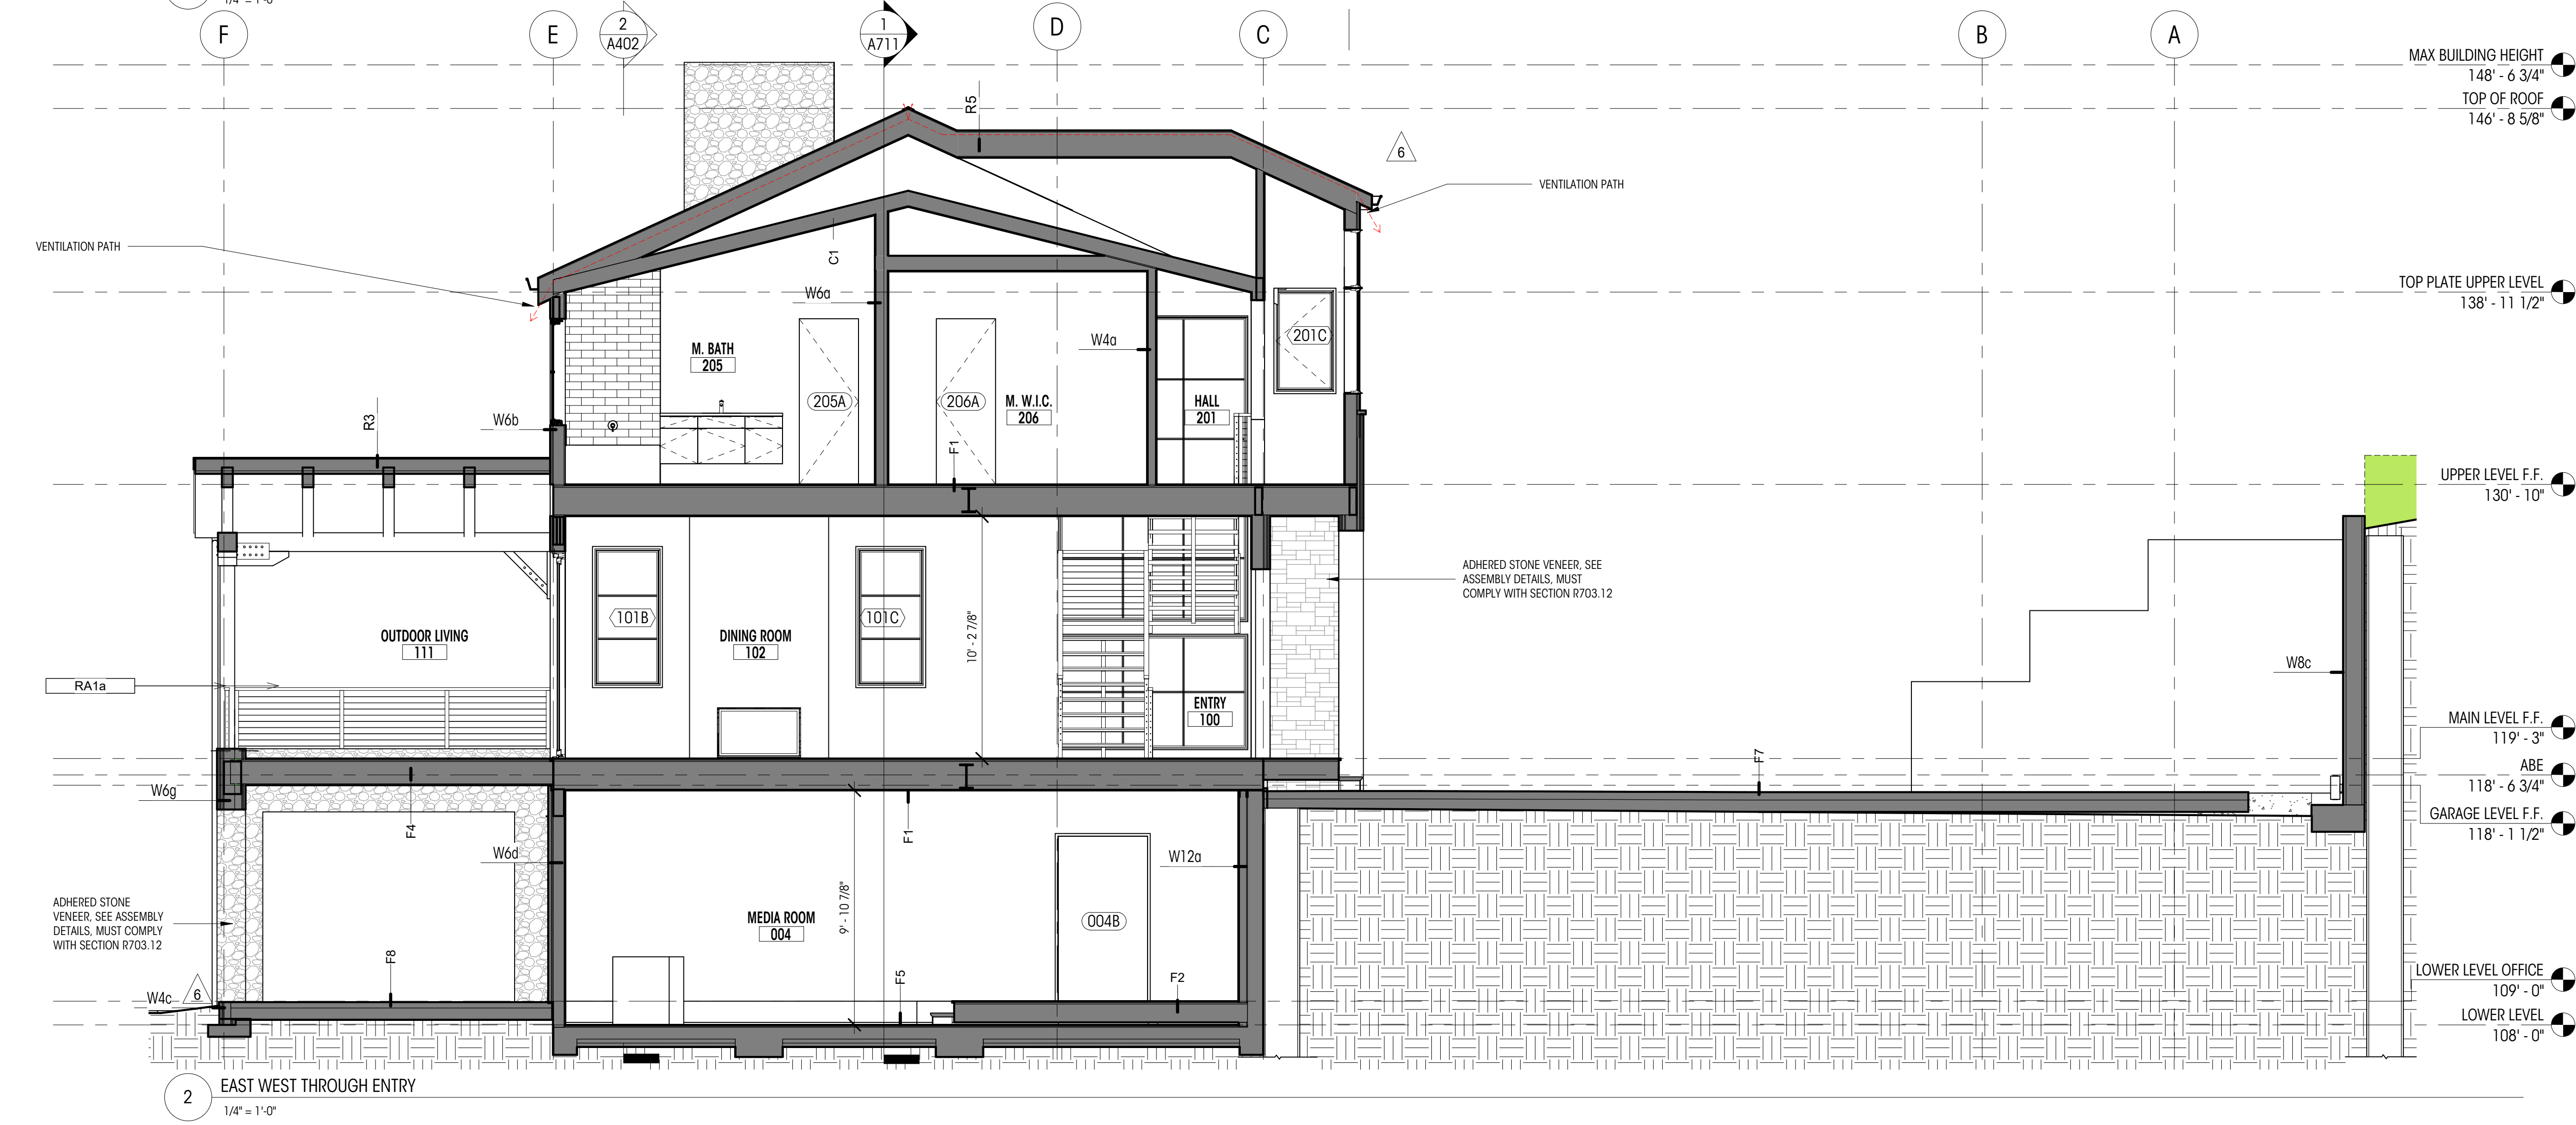 1/4" = 1'-0"
F
E
2
A402
1
A711
D
C
B
A
MAX BUILDING HEIGHT
148' - 6 3/4"
TOP OF ROOF
146' - 8 5/8"
R5
6
VENTILATION PATH
VENTILATION PATH
C1
TOP PLATE UPPER LEVEL
138' - 11 1/2"
W6a
W4a
201C
M. BATH
205
205A
206A
M. W.I.C.
206
HALL
201
R3
W6b
F1
UPPER LEVEL F.F.
130' - 10"
ADHERED STONE VENEER, SEE
ASSEMBLY DETAILS, MUST
COMPLY WITH SECTION R703.12
101B
101C
OUTDOOR LIVING
111
DINING ROOM
102
10' - 2 7/8"
W8c
RA1a
ENTRY
100
MAIN LEVEL F.F.
119' - 3"
F7
ABE
118' - 6 3/4"
W6g
GARAGE LEVEL F.F.
118' - 1 1/2"
F4
F1
W6d
W12a
ADHERED STONE
VENEER, SEE ASSEMBLY
DETAILS, MUST COMPLY
WITH SECTION R703.12
MEDIA ROOM
004
9' - 10 7/8"
004B
F8
F5
F2
LOWER LEVEL OFFICE
109' - 0"
W4c
6
LOWER LEVEL
108' - 0"
2
EAST WEST THROUGH ENTRY
1/4" = 1'-0"